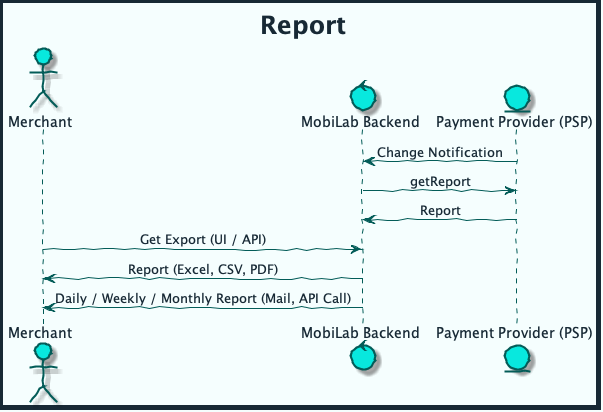 Report
Merchant
MobiLab Backend
Payment Provider (PSP)
Change Notification
getReport
Report
Get Export (UI / API)
Report (Excel, CSV, PDF)
Daily / Weekly / Monthly Report (Mail, API Call)
Merchant
MobiLab Backend
Payment Provider (PSP)